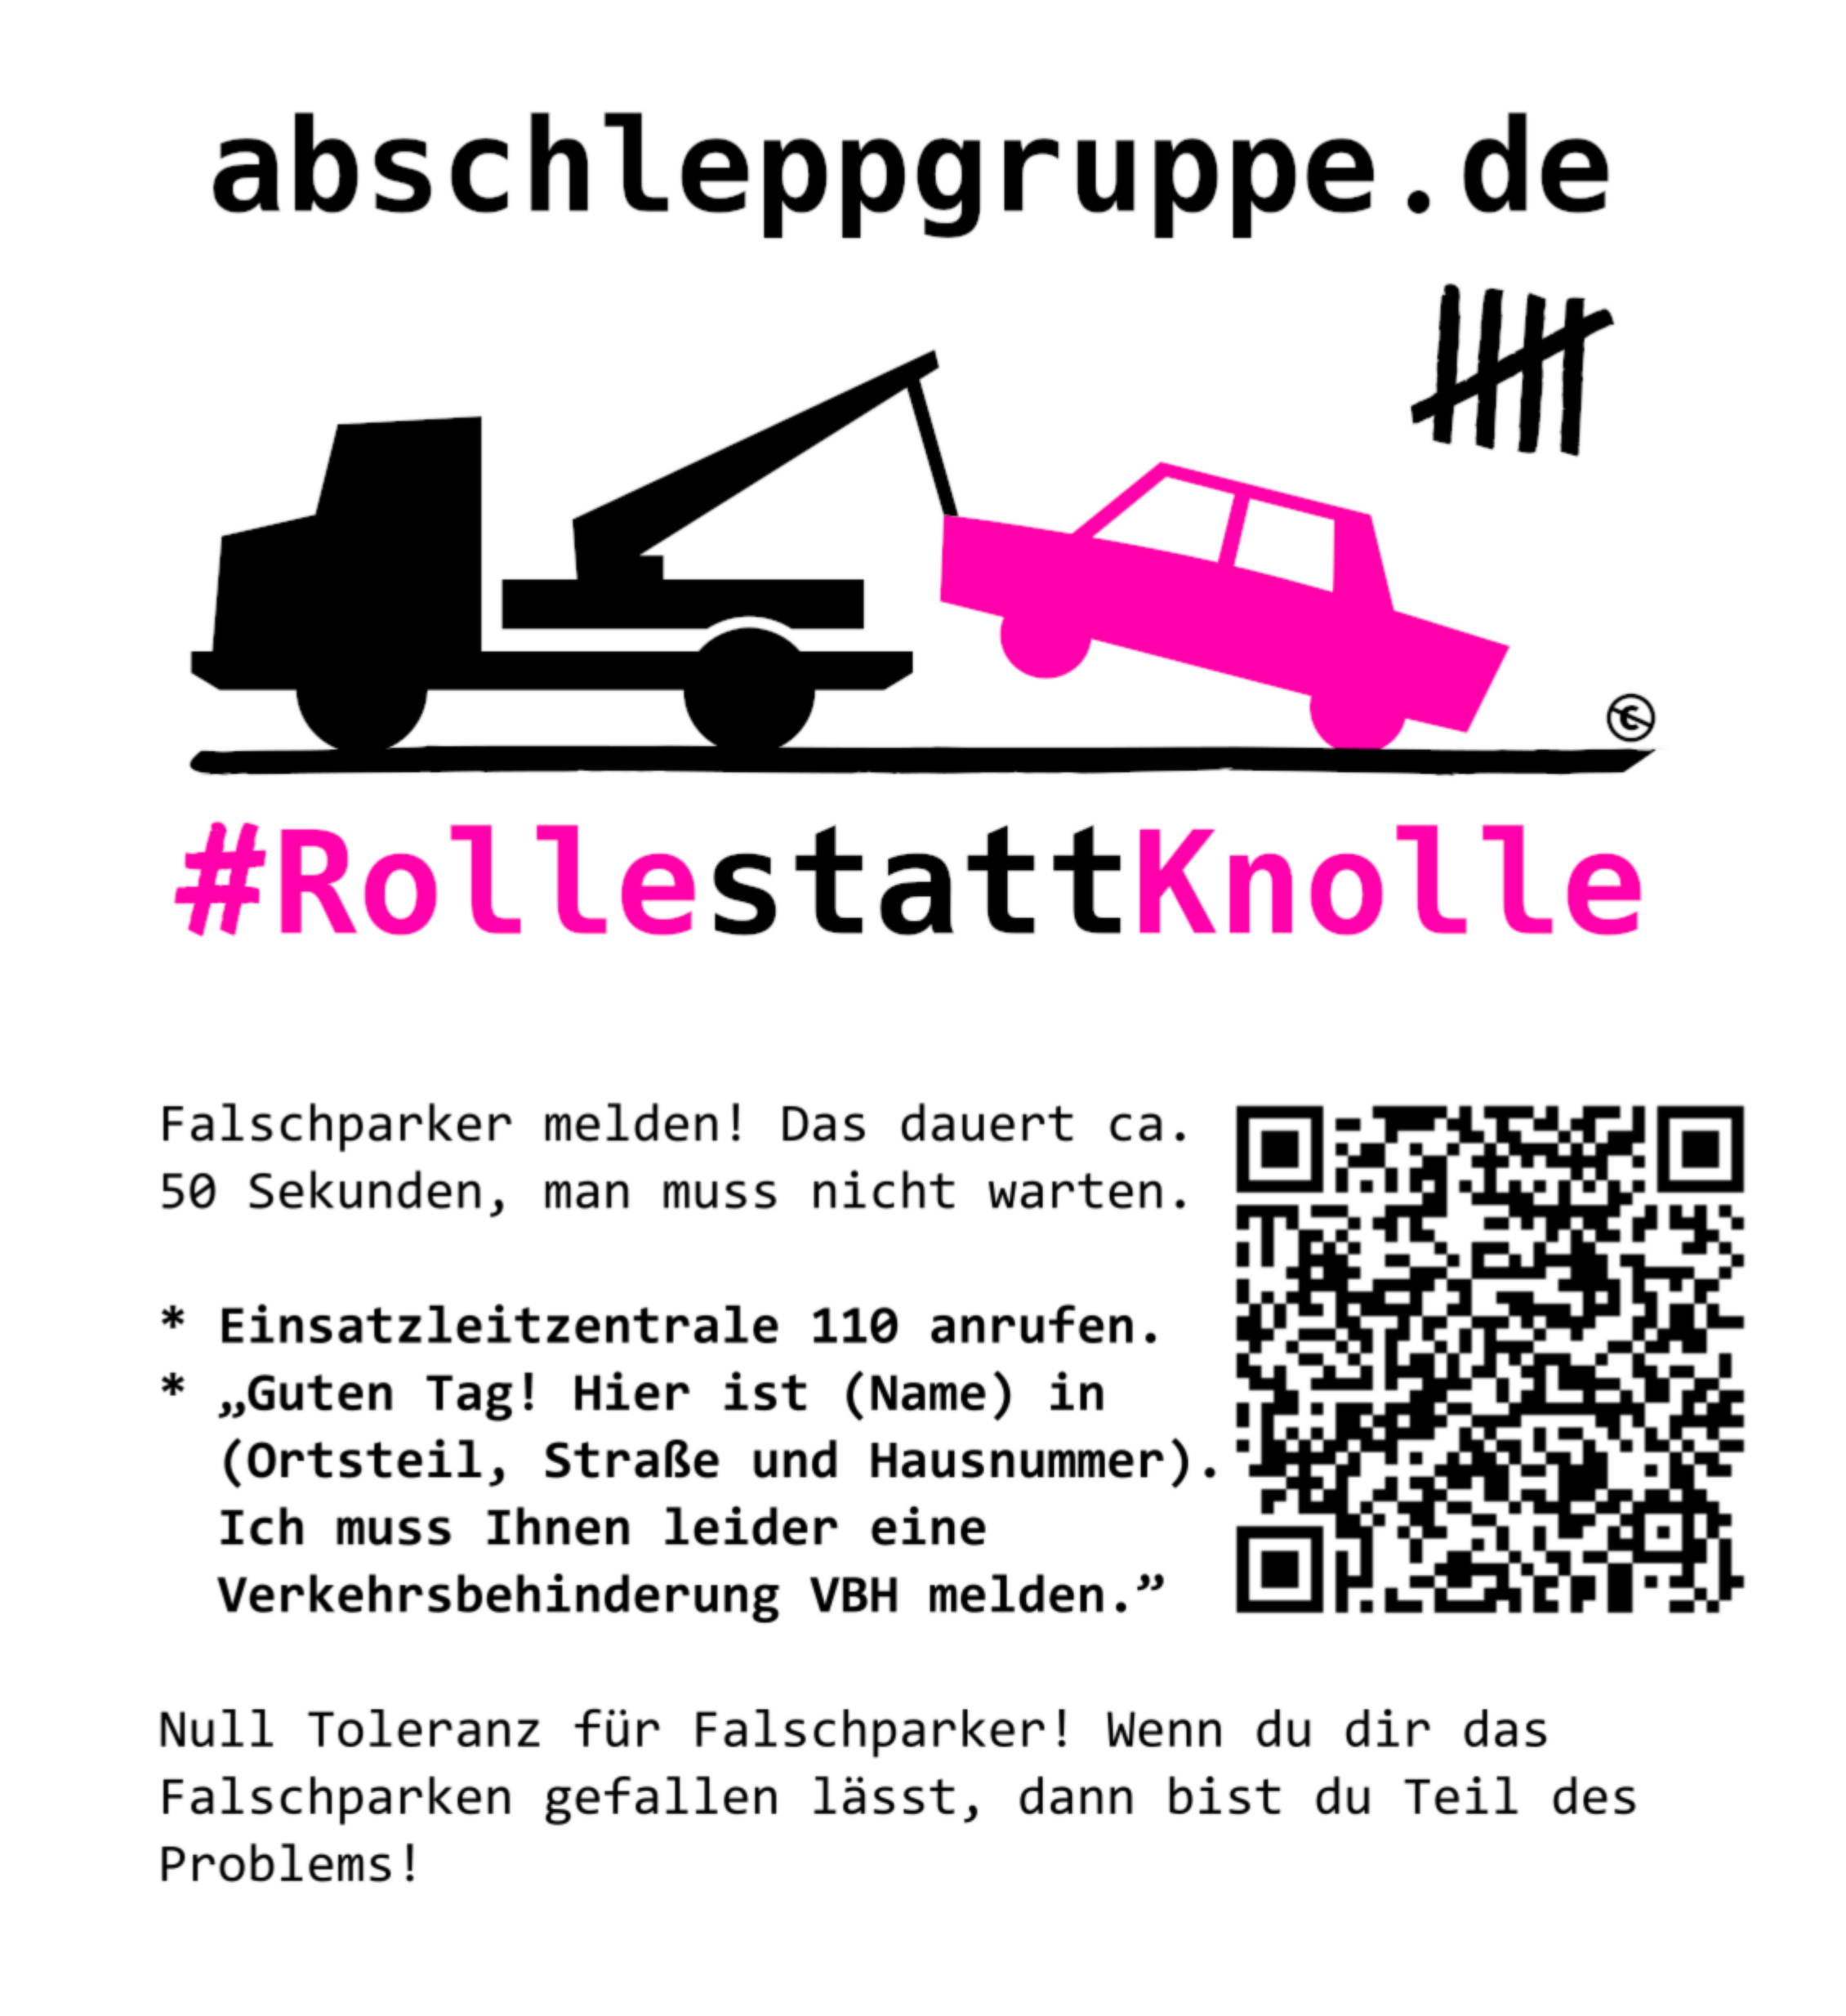 abschleppgruppe.de
#RollestattKnolle
Falschparker melden! Das dauert ca.
50 Sekunden, man muss nicht warten.
* Einsatzleitzentrale 110 anrufen.
* „Guten Tag! Hier ist (Name) in
(Ortsteil, Straße und Hausnummer).
Ich muss Ihnen leider eine
Verkehrsbehinderung VBH melden.”
Null Toleranz für Falschparker! Wenn du dir das
Falschparken gefallen lässt, dann bist du Teil des
Problems!